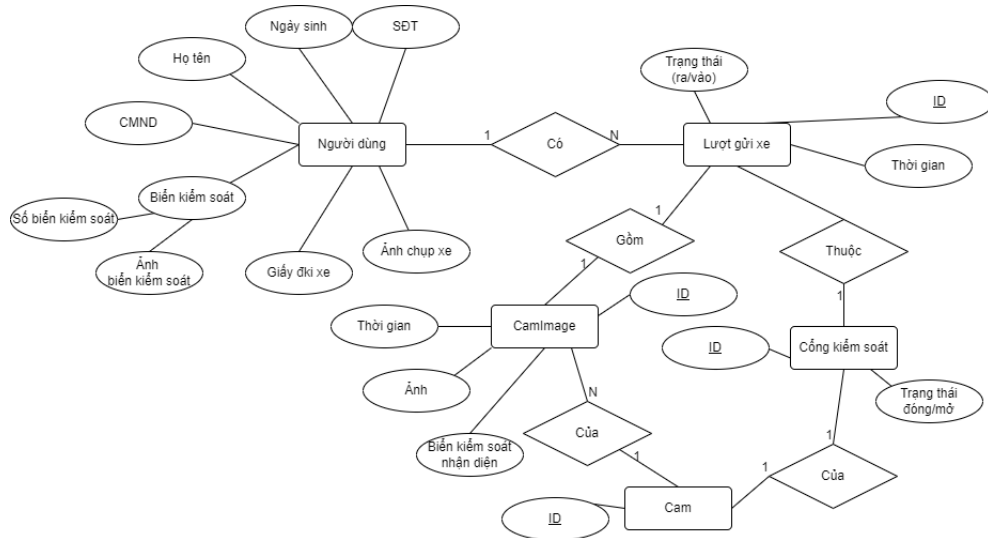 Ngày sinh
SĐT
Họ tên
Trạng thái
(ra/vào)
ID
CMND
Người dùng
1
Có
N
Lượt gửi xe
Thời gian
Biển kiểm soát
Số biển kiểm soát
Ảnh
biển kiểm soát
Giấy đki xe
Ảnh chụp xe
1
Gồm
1
Thuộc
1
ID
Thời gian
CamImage
ID
Cổng kiểm soát
Ảnh
Trạng thái
đóng/mở
N
Biển kiểm soát
nhận diện
Của
1
1
1
Của
ID
Cam